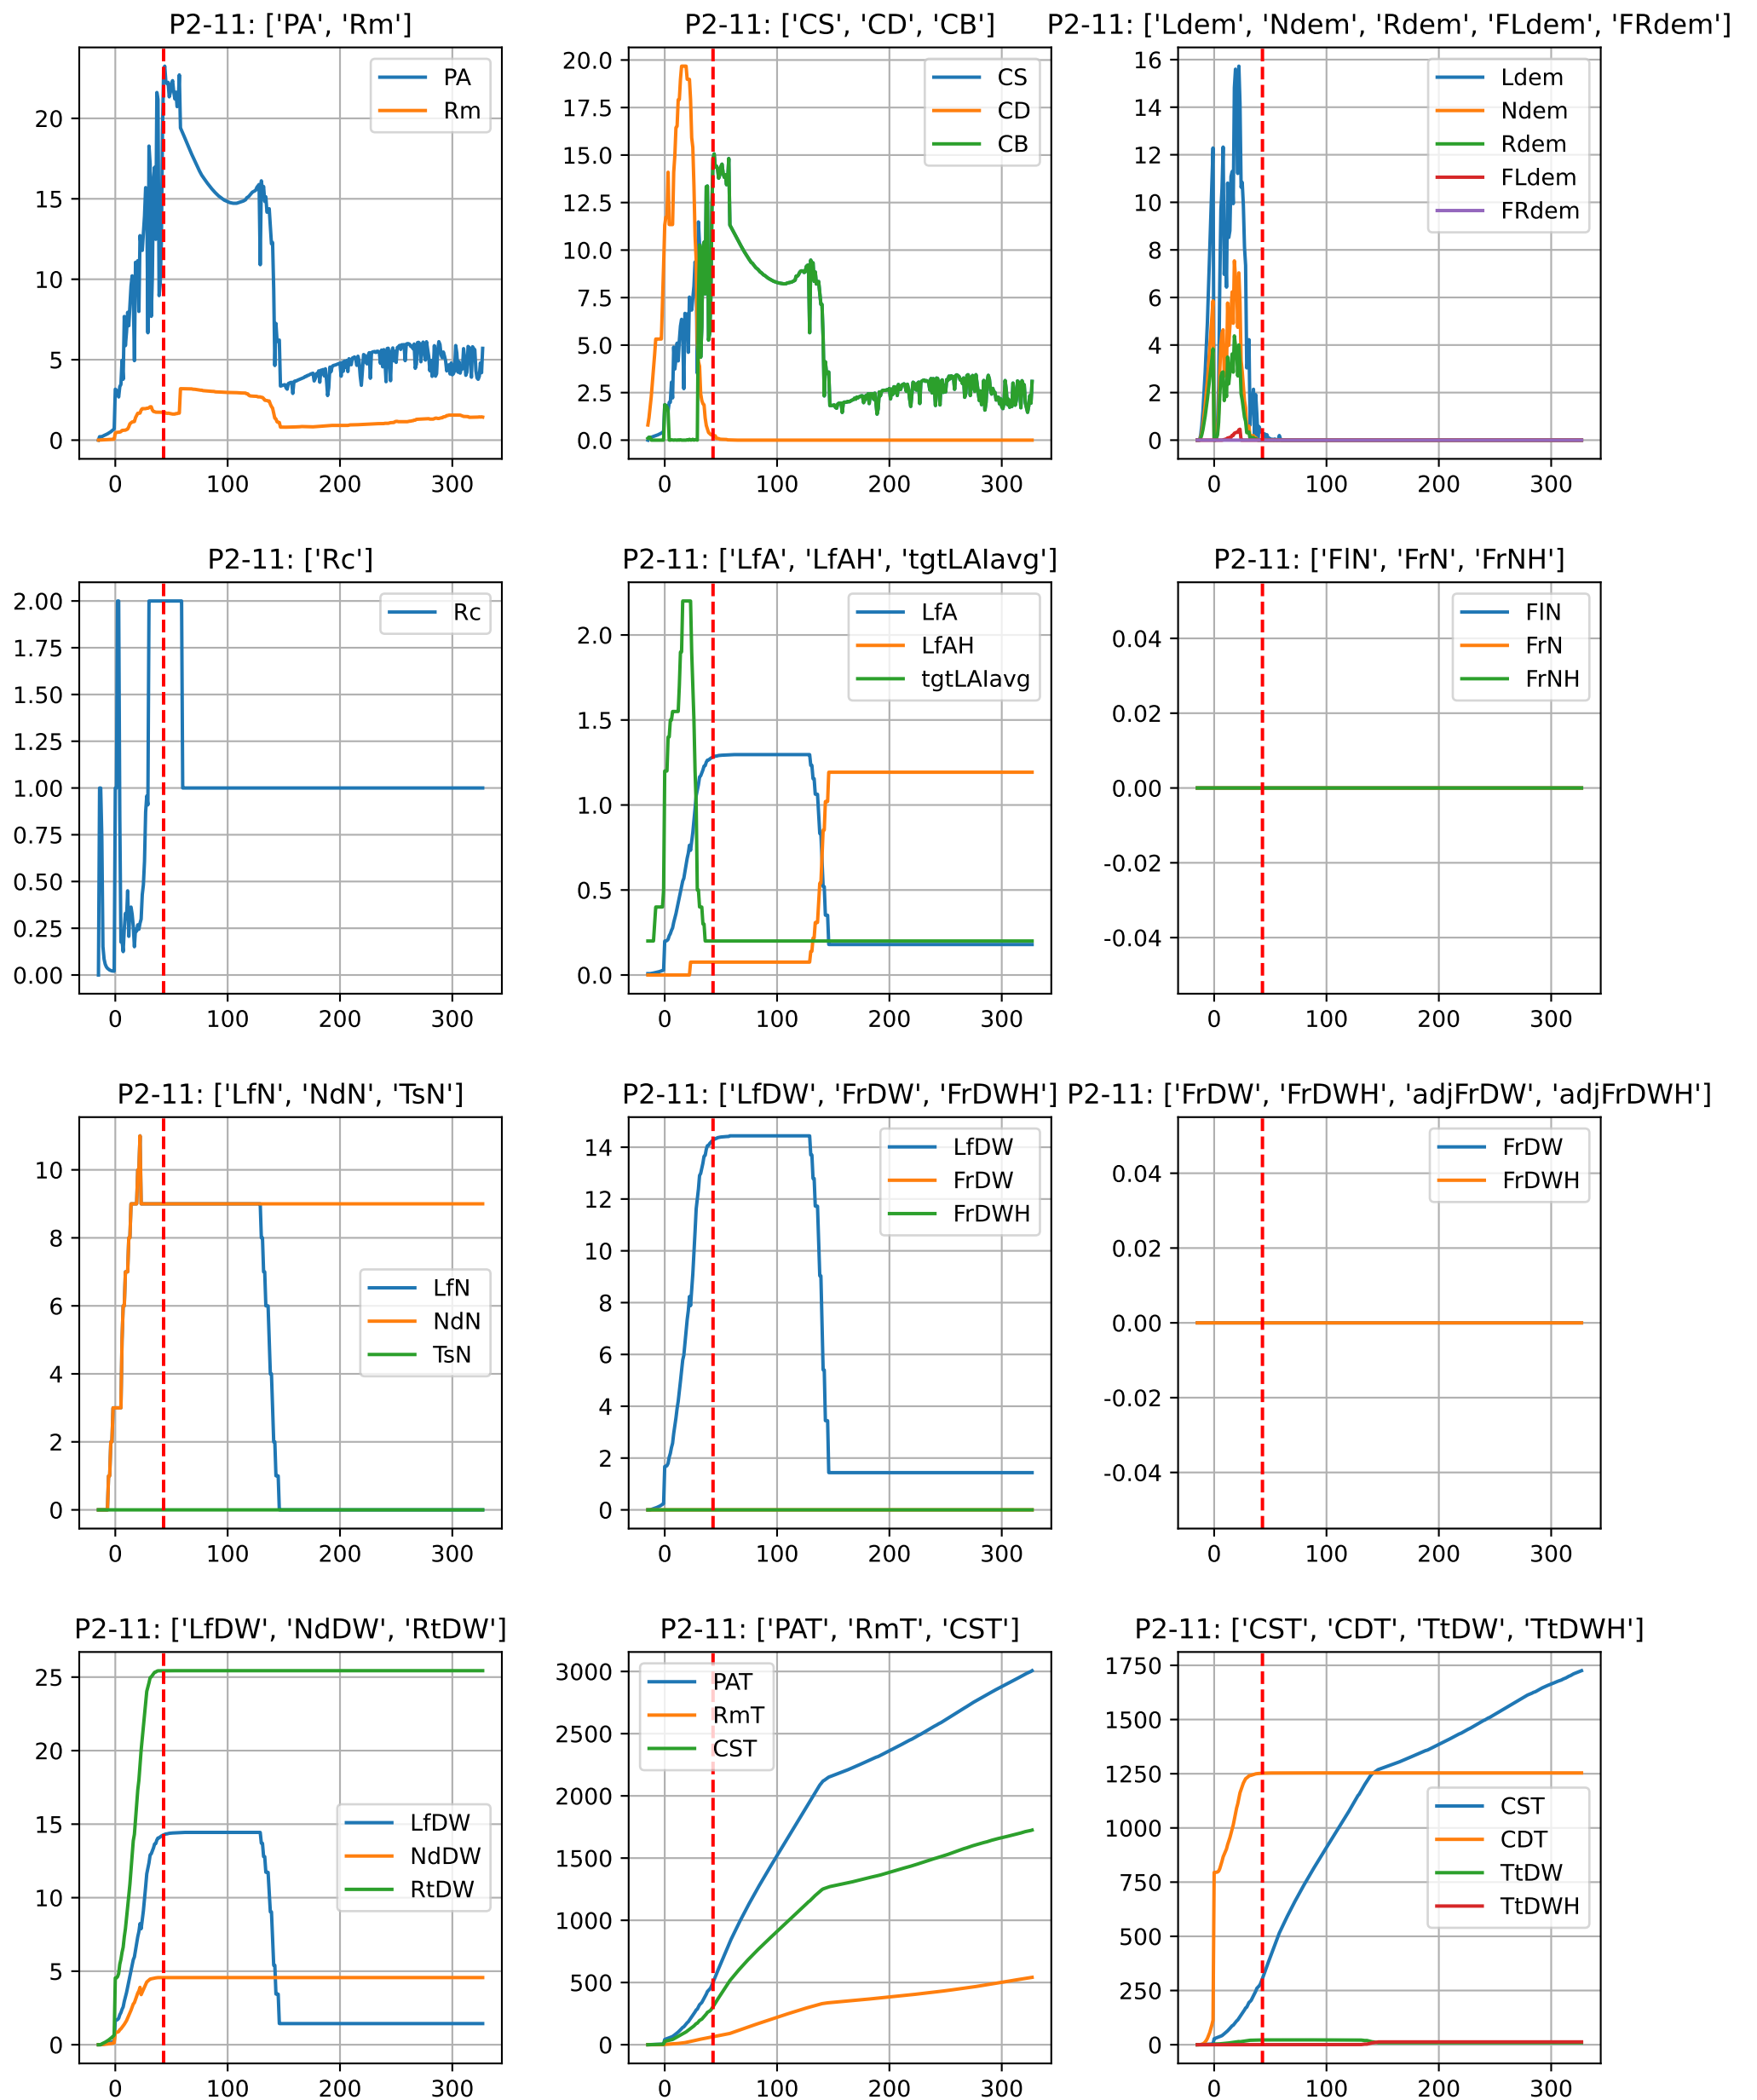 P2-11: ['PA', 'Rm']
20
15
10
5
0
0 100 200 300
PA
Rm
P2-11: ['CS', 'CD', 'CB']
20.0
17.5
15.0
12.5
10.0
7.5
5.0
2.5
0.0
0 100 200 300
CS
CD
CB
P2-11: ['Ldem', 'Ndem', 'Rdem', 'FLdem', 'FRdem']
16
14
12
10
8
6
4
2
0
0 100 200 300
Ldem
Ndem
Rdem
FLdem
FRdem
P2-11: ['Rc']
2.00
1.75
1.50
1.25
1.00
0.75
0.50
0.25
0.00
0 100 200 300
Rc
P2-11: ['LfA', 'LfAH', 'tgtLAIavg']
2.0
1.5
1.0
0.5
0.0
0 100 200 300
LfA
LfAH
tgtLAIavg
P2-11: ['FlN', 'FrN', 'FrNH']
0.04
0.02
0.00
-0.02
-0.04
0 100 200 300
FlN
FrN
FrNH
P2-11: ['LfN', 'NdN', 'TsN']
10
8
6
4
2
0
0 100 200 300
LfN
NdN
TsN
P2-11: ['LfDW', 'FrDW', 'FrDWH']
14
12
10
8
6
4
2
0
0 100 200 300
LfDW
FrDW
FrDWH
P2-11: ['FrDW', 'FrDWH', 'adjFrDW', 'adjFrDWH']
0.04
0.02
0.00
-0.02
-0.04
0 100 200 300
FrDW
FrDWH
P2-11: ['LfDW', 'NdDW', 'RtDW']
25
20
15
10
5
0
0 100 200 300
LfDW
NdDW
RtDW
P2-11: ['PAT', 'RmT', 'CST']
3000
2500
2000
1500
1000
500
0
0 100 200 300
PAT
RmT
CST
P2-11: ['CST', 'CDT', 'TtDW', 'TtDWH']
1750
1500
1250
1000
750
500
250
0
0 100 200 300
CST
CDT
TtDW
TtDWH